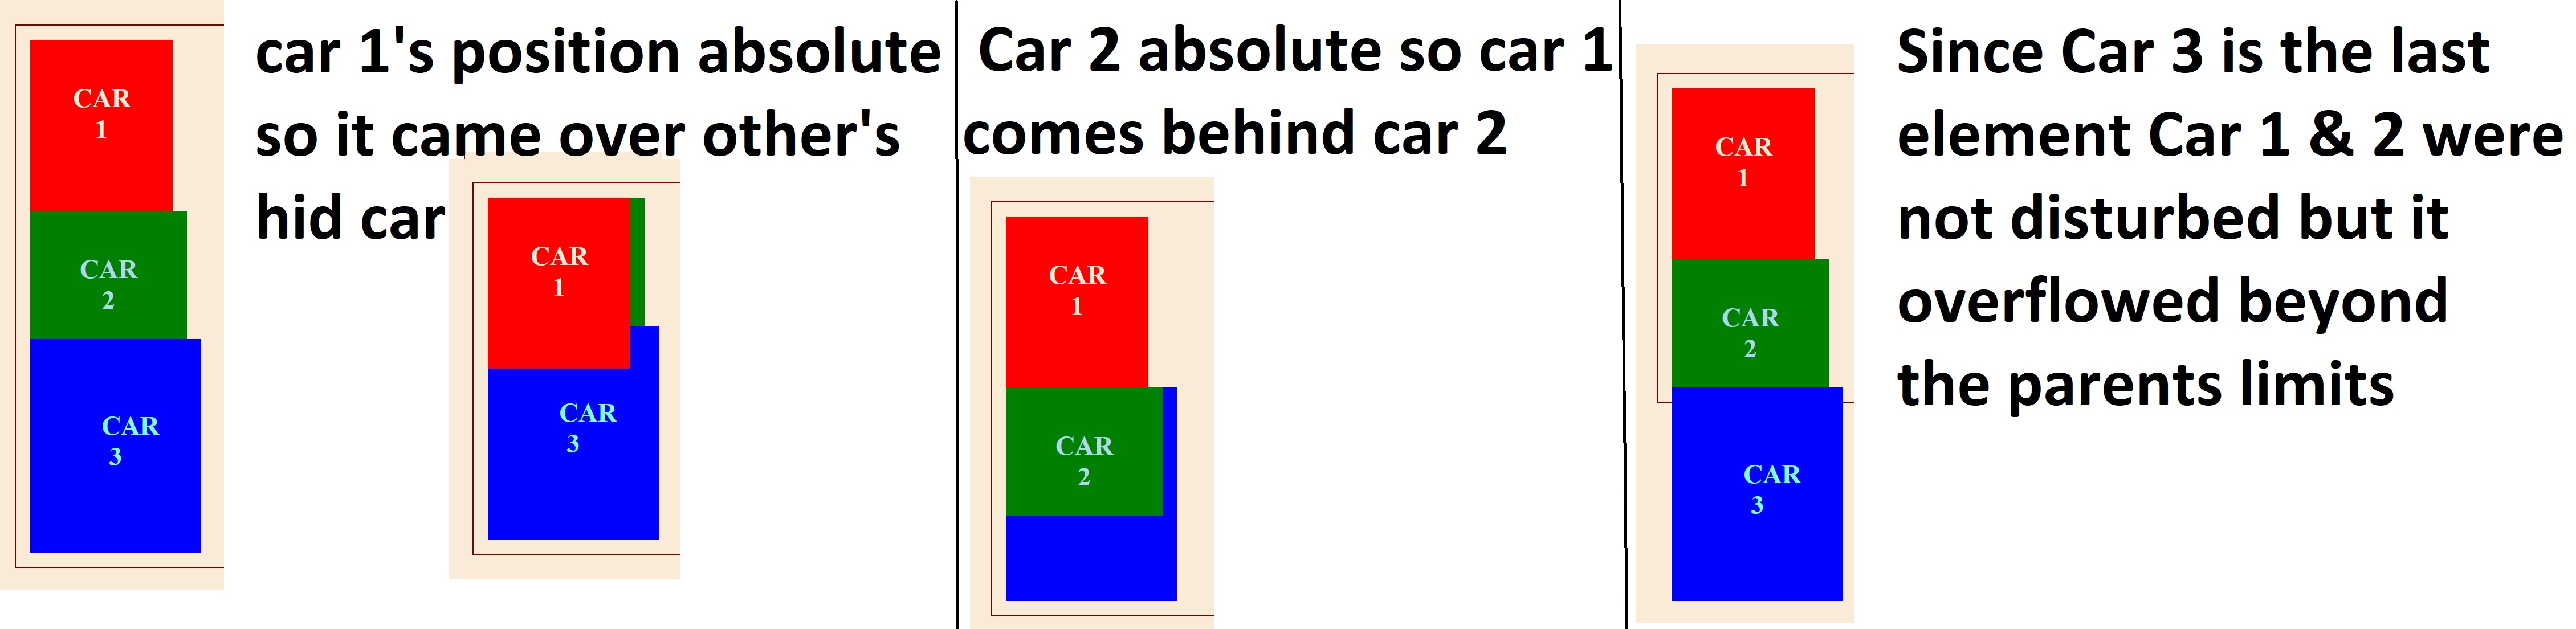 CAR
1
CAR
2
CAR
3
car 1's position absolute
so it came over other's
hid car
CAR
1
CAR
3
Car 2 absolute so car 1
comes behind car 2
CAR
1
CAR
2
CAR
1
CAR
2
CAR
3
Since Car 3 is the last
element Car 1 & 2 were
not disturbed but it
overflowed beyond
the parents limits